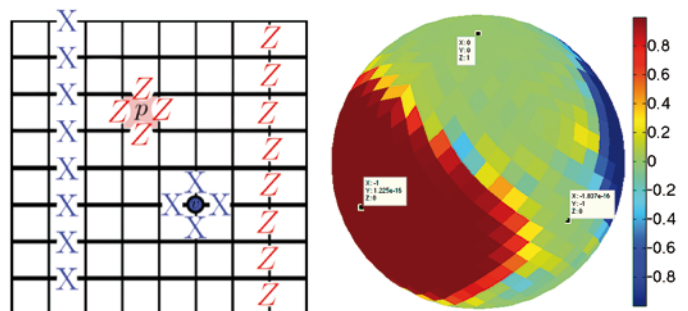 X
Z
X
Z
Z
X
Z p Z
Z
Z
X
Z
X
X
Z
X
X X
X
Z
X
Z
X
Z
X: 0
Y: 0
Z: 1
X: -1
Y: 1.225e-16
Z: 0
X: -1.837e-16
Y: -1
Z: 0
0.8
0.6
0.4
0.2
0
-0.2
-0.4
-0.6
-0.8